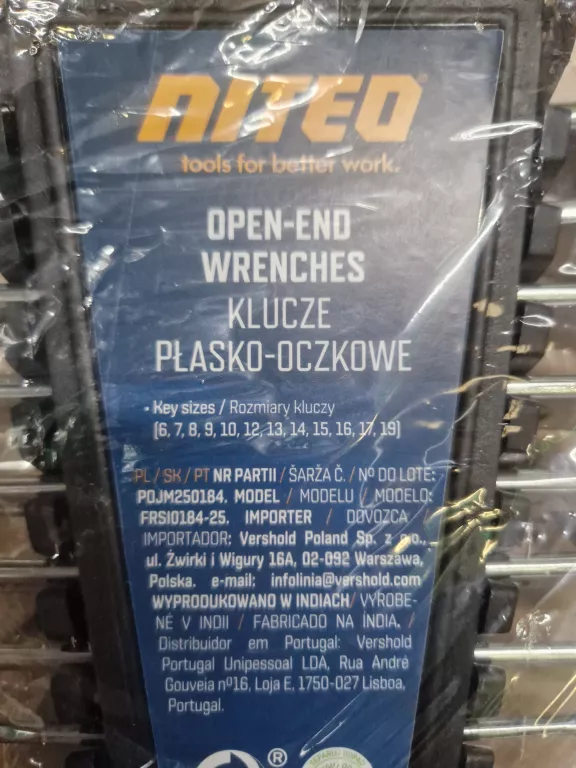 NITEO
tools for better work.
OPEN-END
WRENCHES
KLUCZE
PŁASKO-OCZKOWE
• Key sizes / Rozmiary kluczy
(6, 7, 8, 9, 10, 12, 13, 14, 15, 16, 17, 19)
PL / SK / PT NR PARTII / ŠARŽA Č. / Nº DO LOTE:
POJM250184. MODEL / MODELU / MODELO:
FRSI0184-25. IMPORTER / DOVOZCA /
IMPORTADOR: Vershold Poland Sp. z o.o.,
ul. Żwirki i Wigury 16A, 02-092 Warszawa,
Polska. e-mail: infolinia@vershold.com
WYPRODUKOWANO W INDIACH/ VYROBE-
NÉ V INDII / FABRICADO NA ÍNDIA. /
Distribuidor em Portugal: Vershold
Portugal Unipessoal LDA, Rua André
Gouveia nº16, Loja E, 1750-027 Lisboa,
Portugal.
®